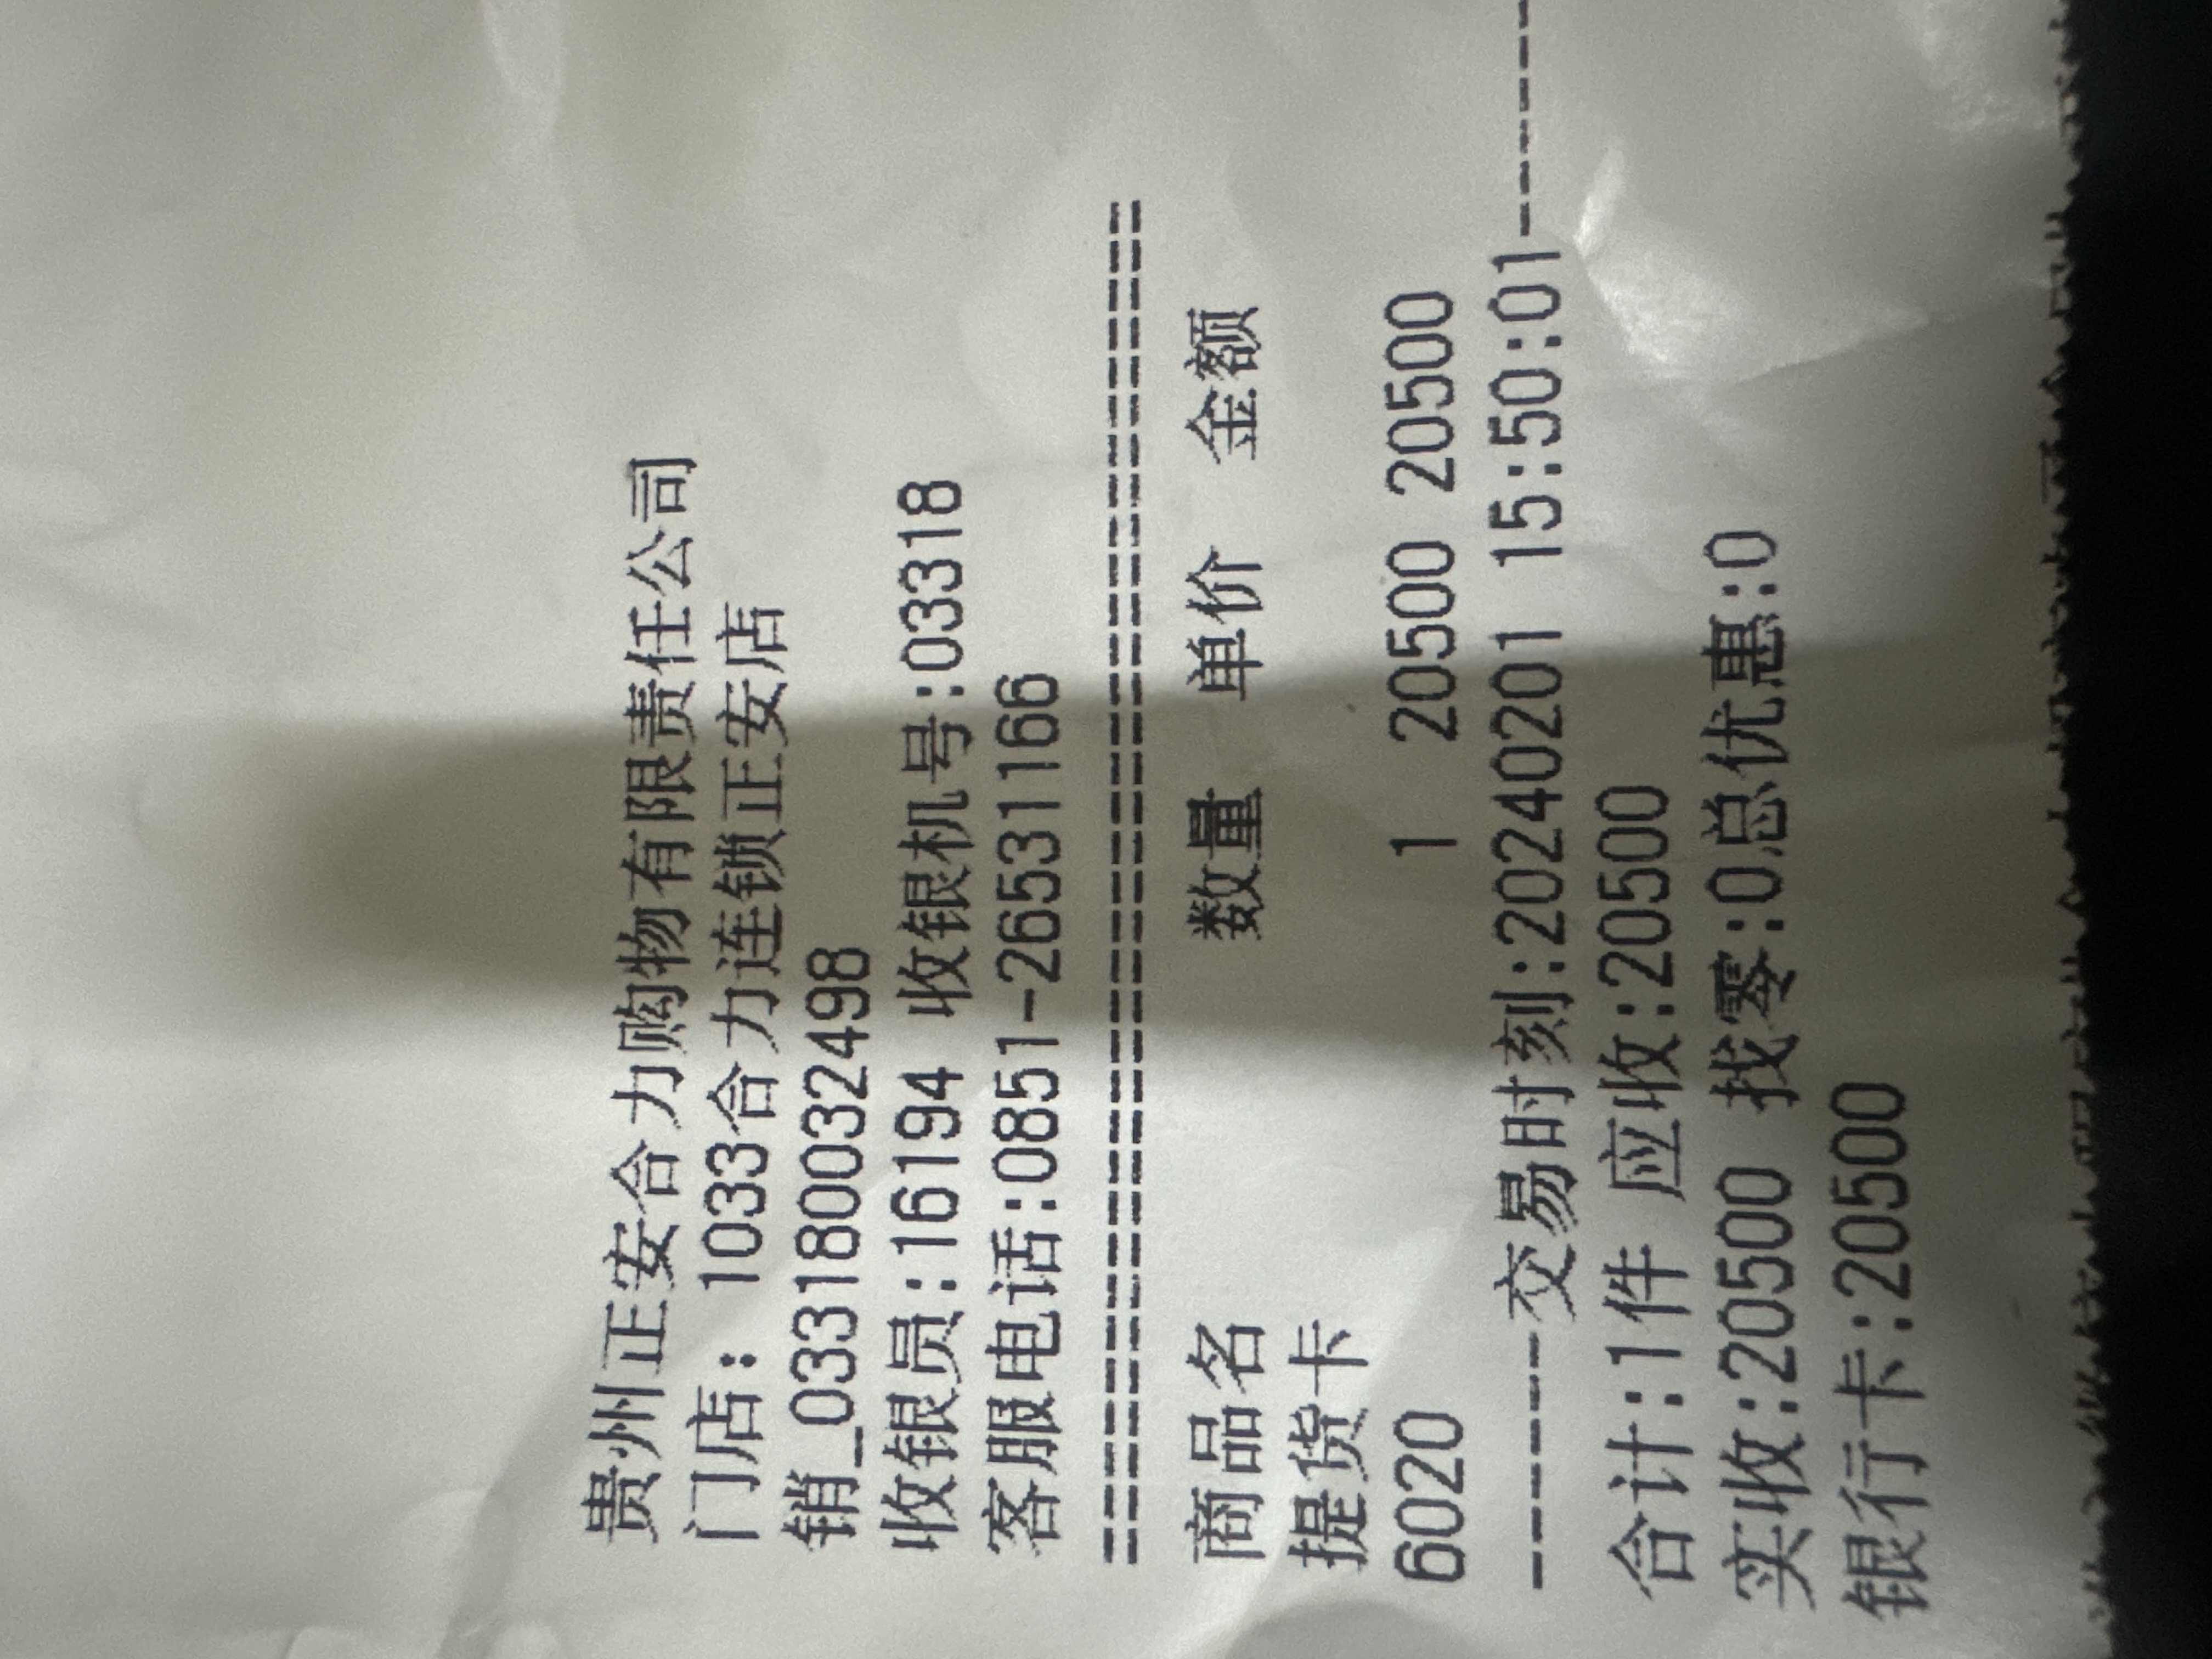 贵州正安合力购物有限责任公司
门店: 1033合力连锁正安店
销_0331800032498
收银员:16194 收银机号:03318
客服电话:0851-26531166
========================================
商品名 数量 单价 金额
提货卡
6020 1 20500 20500
-------交易时刻:20240201 15:50:01-------
合计:1件 应收:20500
实收:20500 找零:0总优惠:0
银行卡:20500